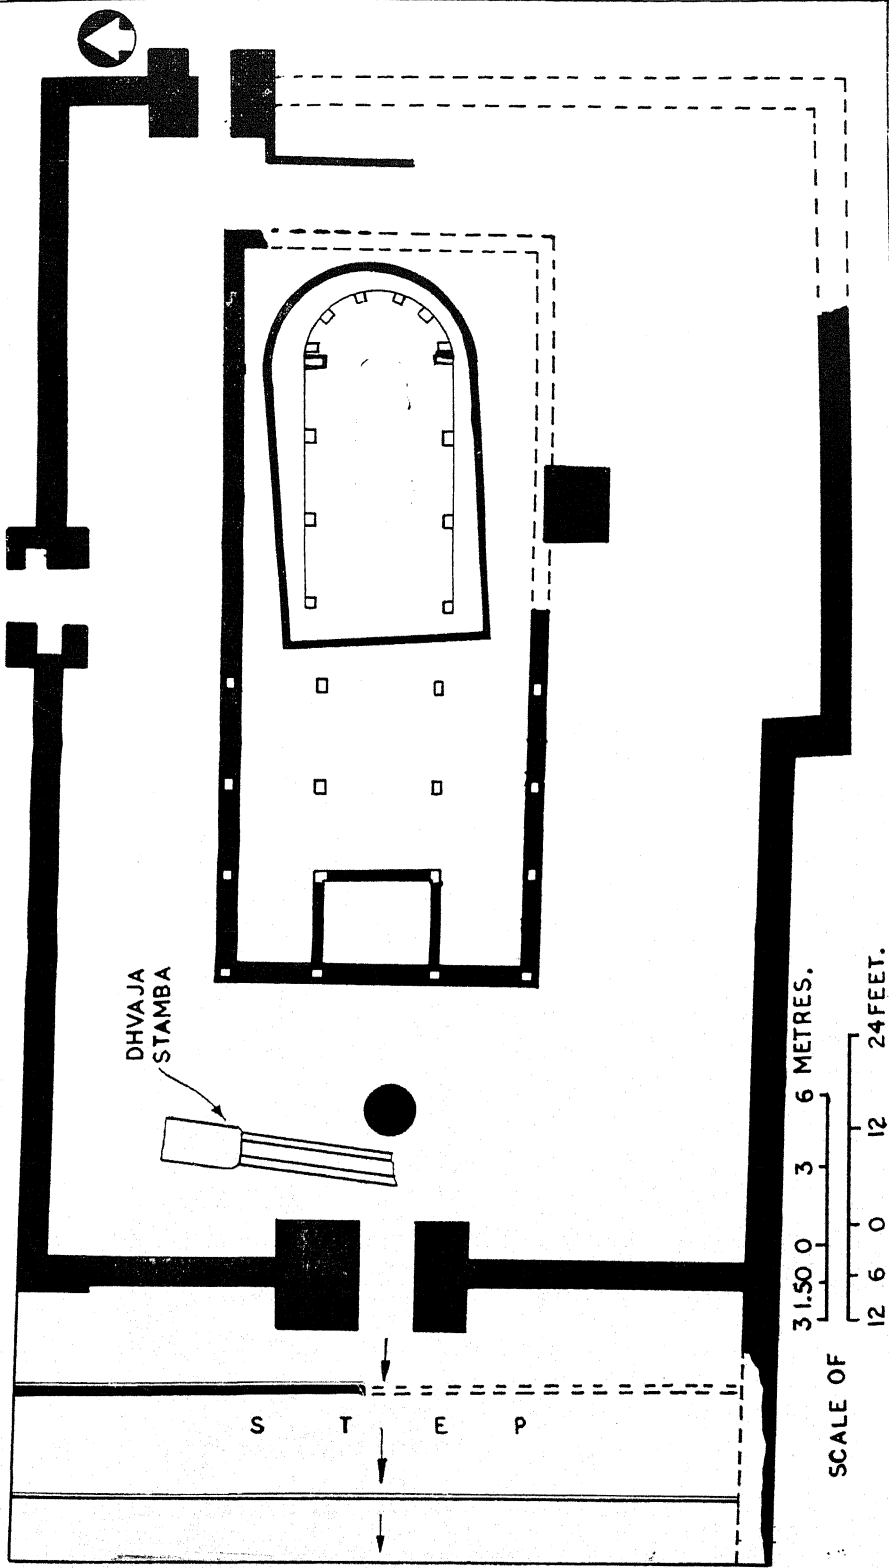 DHVAJA
STAMBA
S T E P
SCALE OF
3 1.50 0 3 6 METRES.
12 6 0 12 24 FEET.